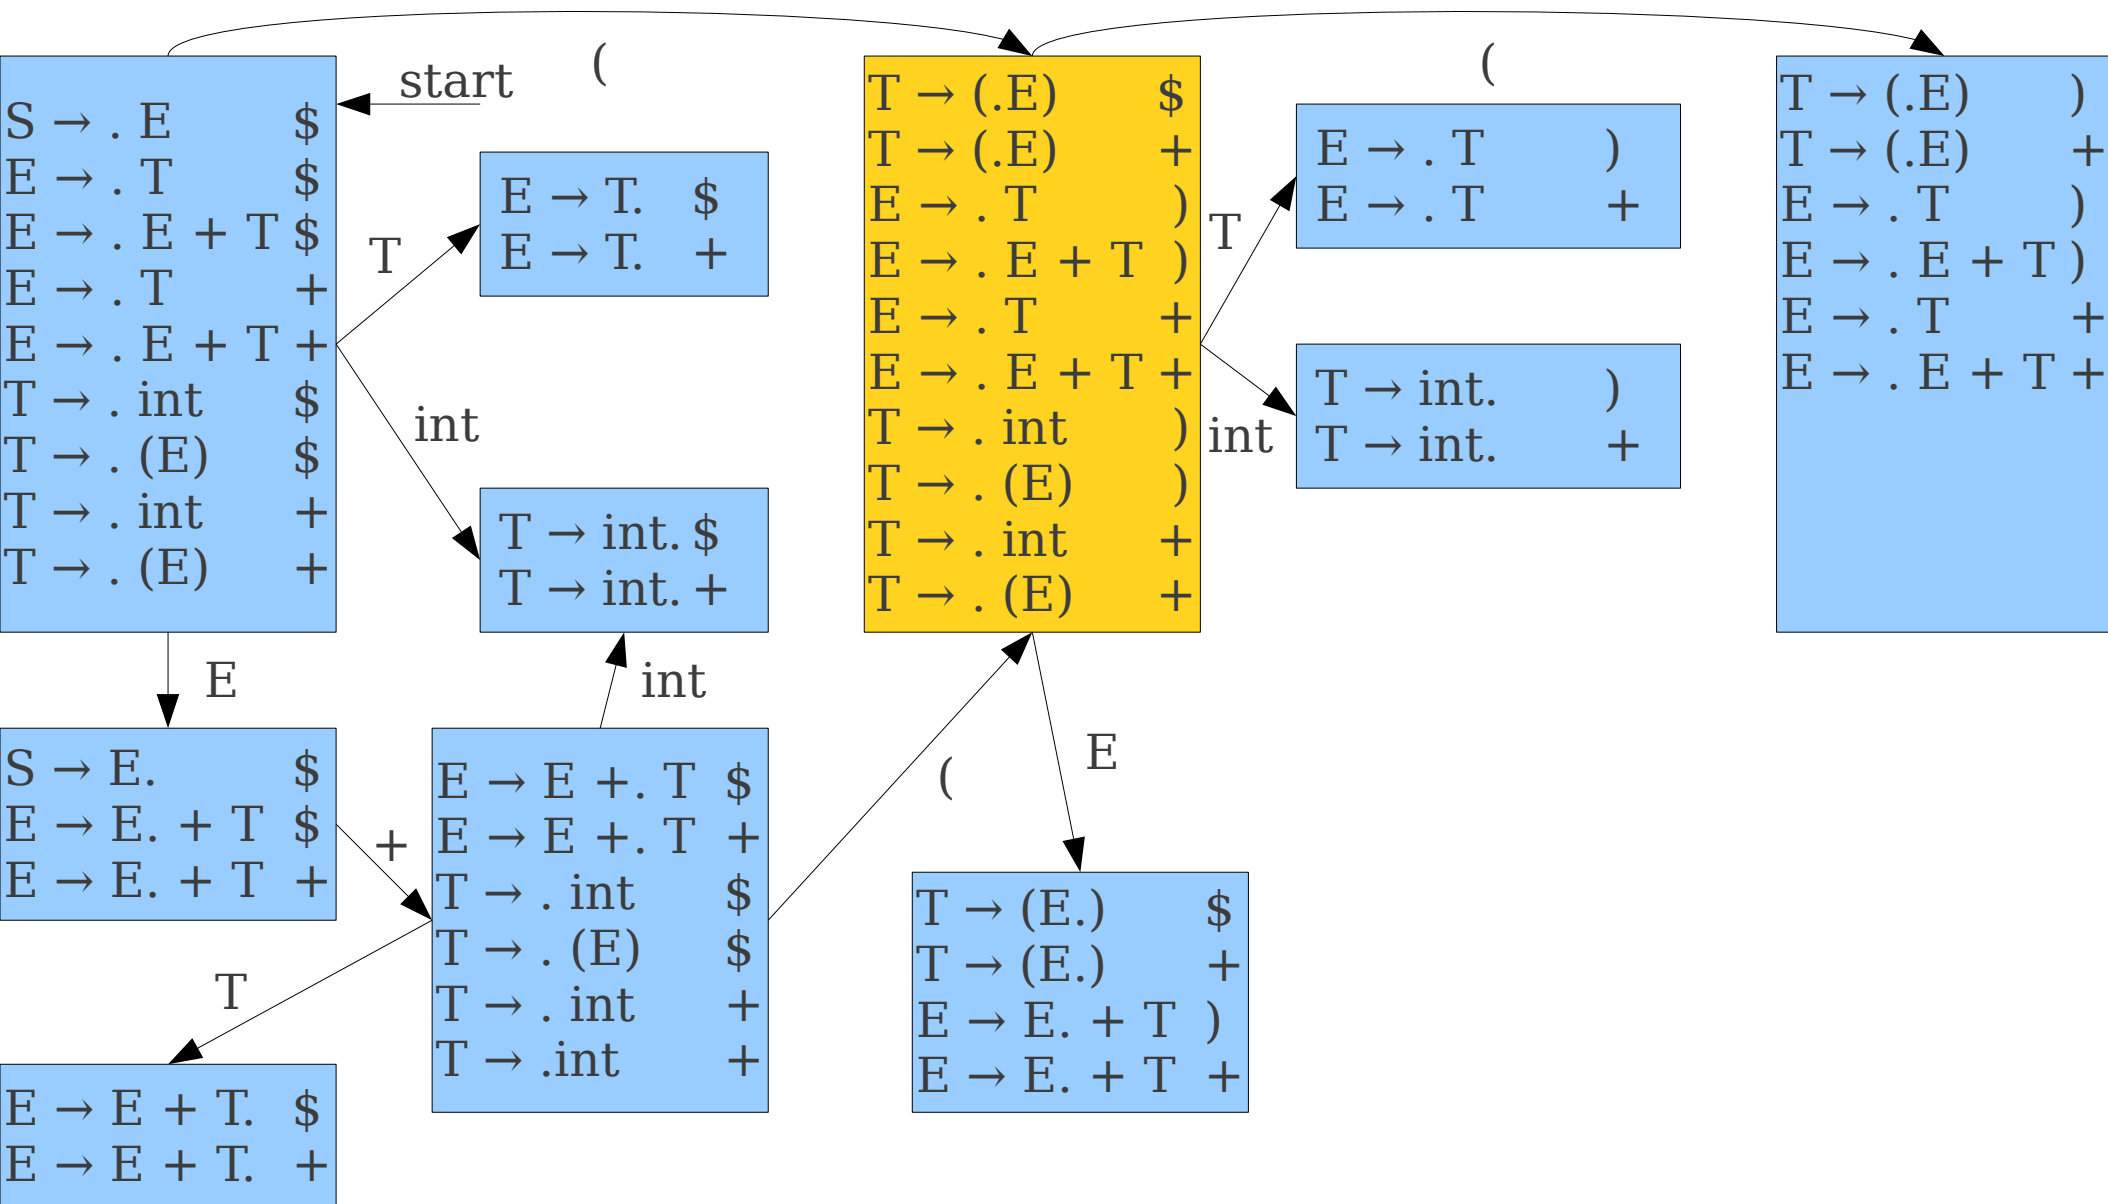 (
(
start
S → . E $
E → . T $
E → . E + T $
E → . T +
E → . E + T +
T → . int $
T → . (E) $
T → . int +
T → . (E) +
T
E → T. $
E → T. +
int
T → int. $
T → int. +
T → (.E) $
T → (.E) +
E → . T )
E → . E + T )
E → . T +
E → . E + T +
T → . int )
T → . (E) )
T → . int +
T → . (E) +
T
E → . T )
E → . T +
int
T → int. )
T → int. +
T → (.E) )
T → (.E) +
E → . T )
E → . E + T )
E → . T +
E → . E + T +
E
int
S → E. $
E → E. + T $
E → E. + T +
+
E → E +. T $
E → E +. T +
T → . int $
T → . (E) $
T → . int +
T → .int +
(
E
T → (E.) $
T → (E.) +
E → E. + T )
E → E. + T +
T
E → E + T. $
E → E + T. +